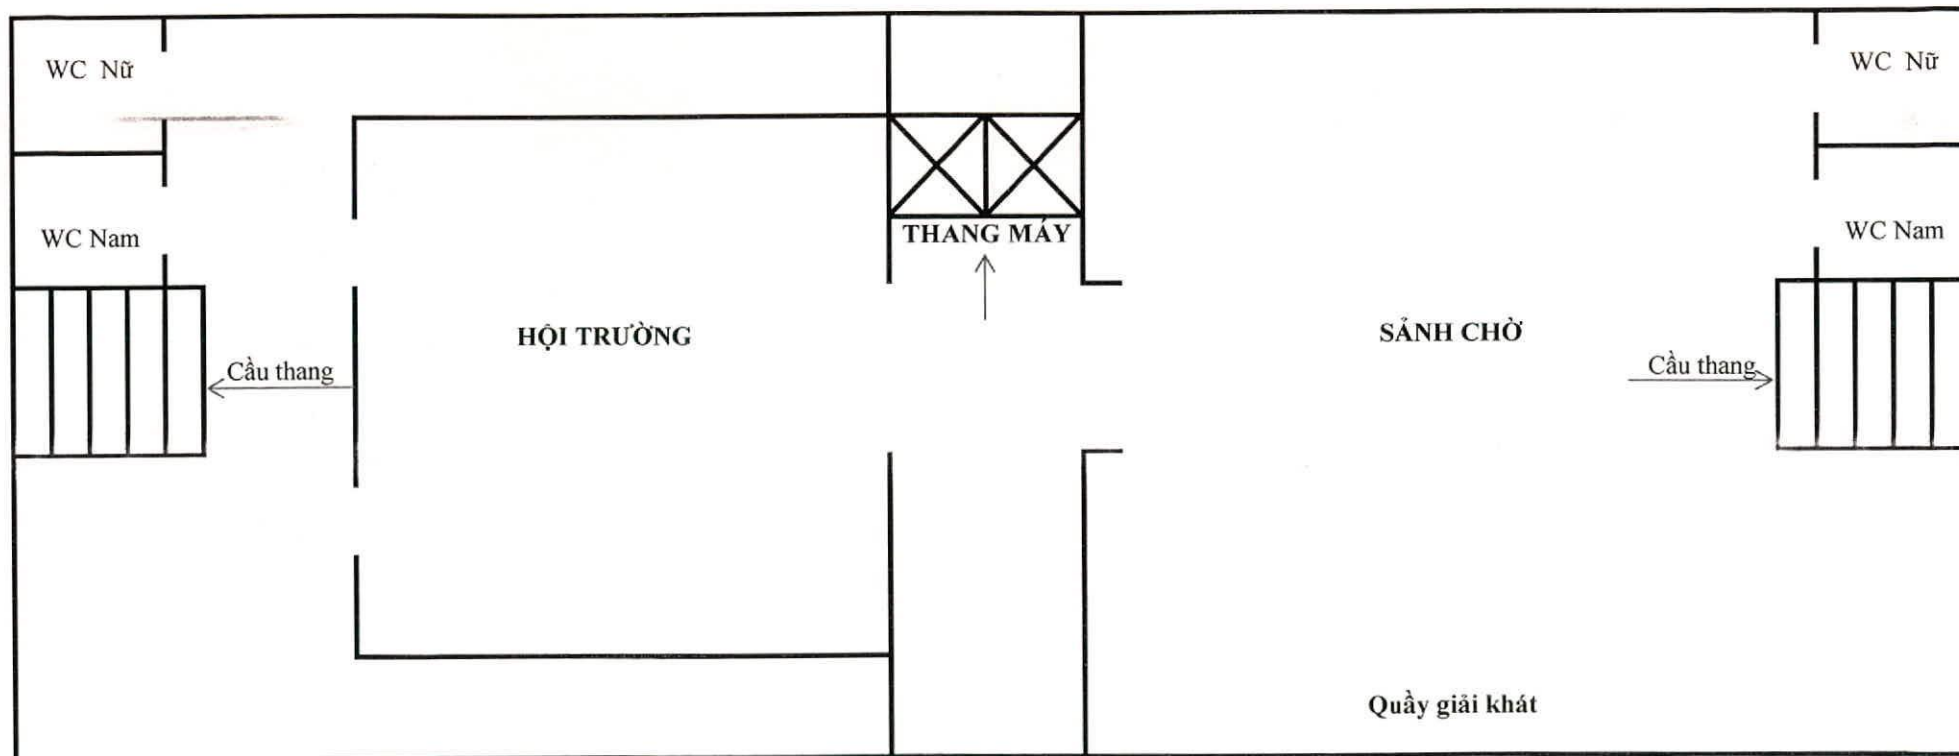 WC Nữ
WC Nữ
WC Nam
THANG MÁY
WC Nam
HỘI TRƯỜNG
SẢNH CHỜ
Cầu thang
Cầu thang
Quầy giải khát